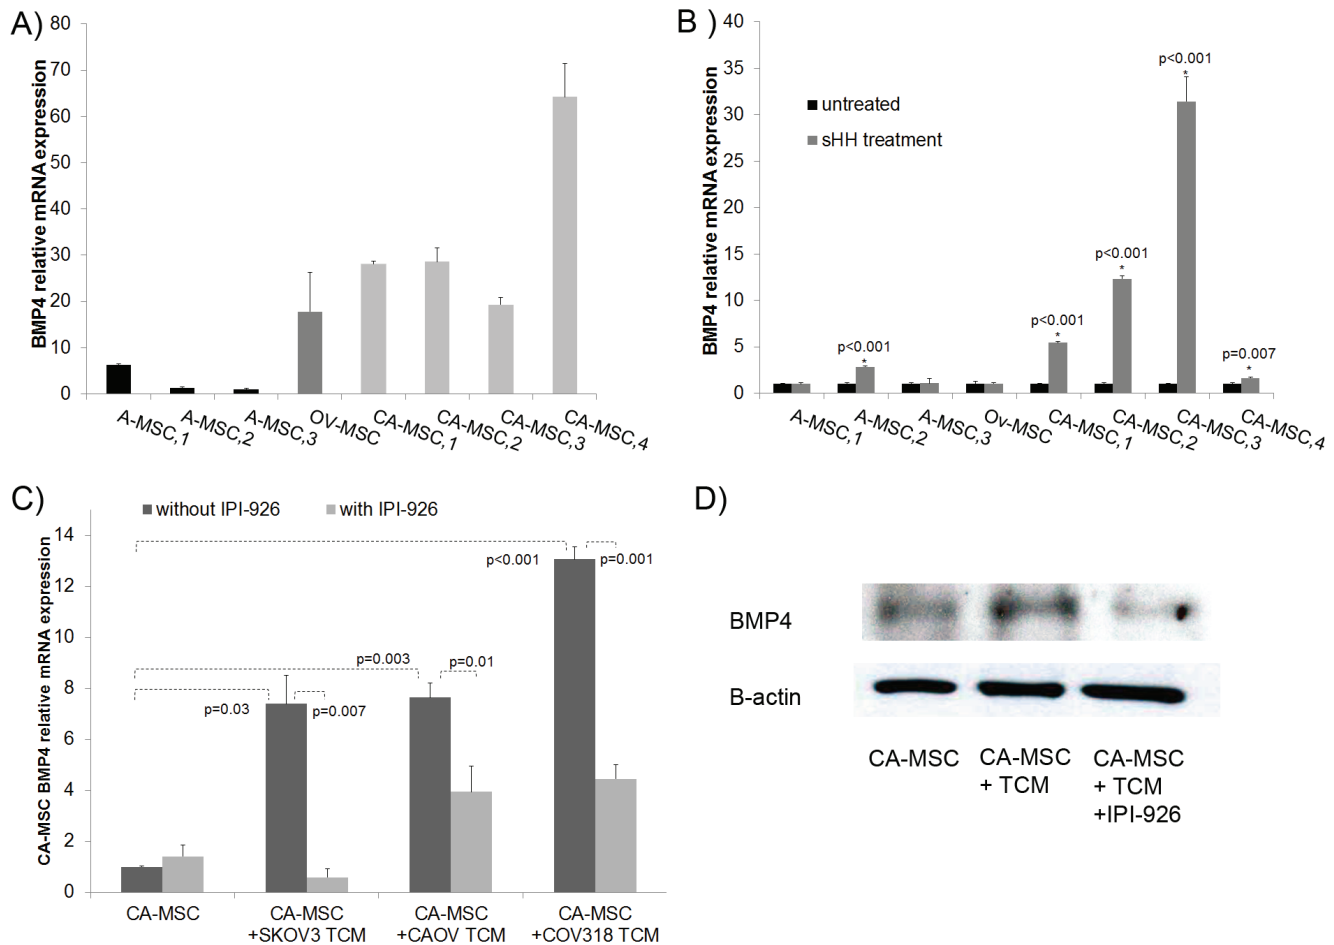 A)
BMP4 relative mRNA expression
80
70
60
50
40
30
20
10
0
A-MSC,1
A-MSC,2
A-MSC,3
OV-MSC
CA-MSC,1
CA-MSC,2
CA-MSC,3
CA-MSC,4
B )
BMP4 relative mRNA expression
40
35
30
25
20
15
10
5
0
untreated
sHH treatment
p<0.001
*
p<0.001
*
p<0.001
*
p<0.001
*
p=0.007
*
A-MSC,1
A-MSC,2
A-MSC,3
Ov-MSC
CA-MSC,1
CA-MSC,2
CA-MSC,3
CA-MSC,4
C)
CA-MSC BMP4 relative mRNA expression
without IPI-926
with IPI-926
14
12
10
8
6
4
2
0
p<0.001
p=0.001
p=0.003
p=0.01
p=0.03
p=0.007
CA-MSC
CA-MSC
+SKOV3 TCM
CA-MSC
+CAOV TCM
CA-MSC
+COV318 TCM
D)
BMP4
B-actin
CA-MSC
CA-MSC
+ TCM
CA-MSC
+ TCM
+IPI-926